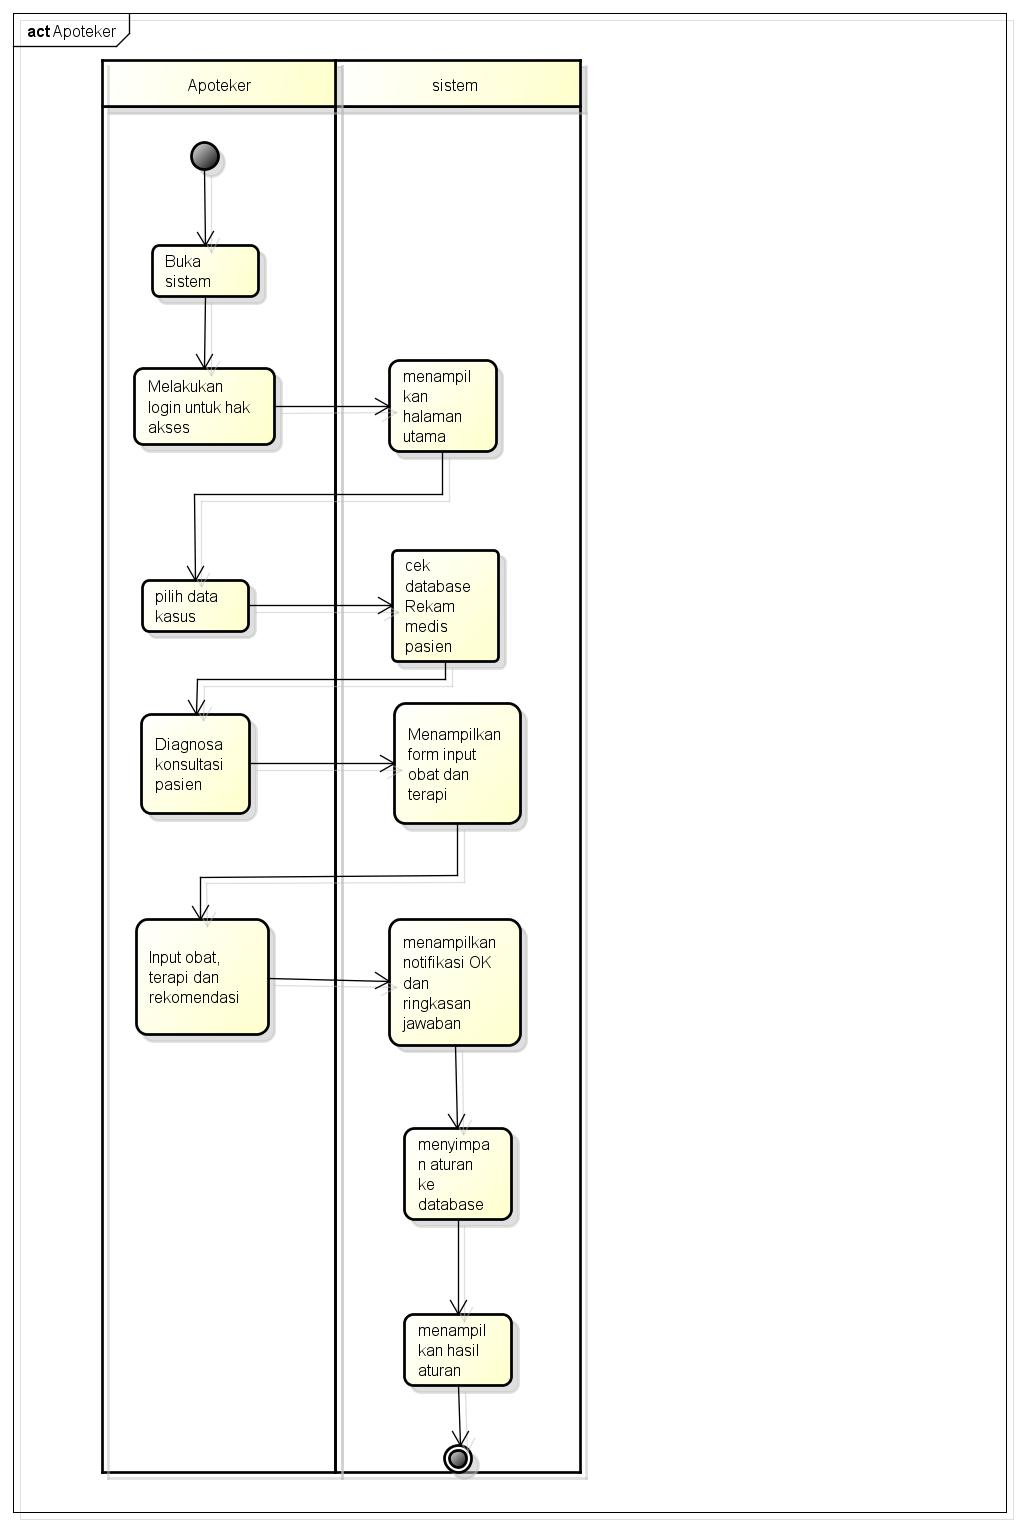 act Apoteker
Apoteker
sistem
Buka
sistem
Melakukan
login untuk hak
akses
menampil
kan
halaman
utama
pilih data
kasus
cek
database
Rekam
medis
pasien
Diagnosa
konsultasi
pasien
Menampilkan
form input
obat dan
terapi
Input obat,
terapi dan
rekomendasi
menampilkan
notifikasi OK
dan
ringkasan
jawaban
menyimpa
n aturan
ke
database
menampil
kan hasil
aturan